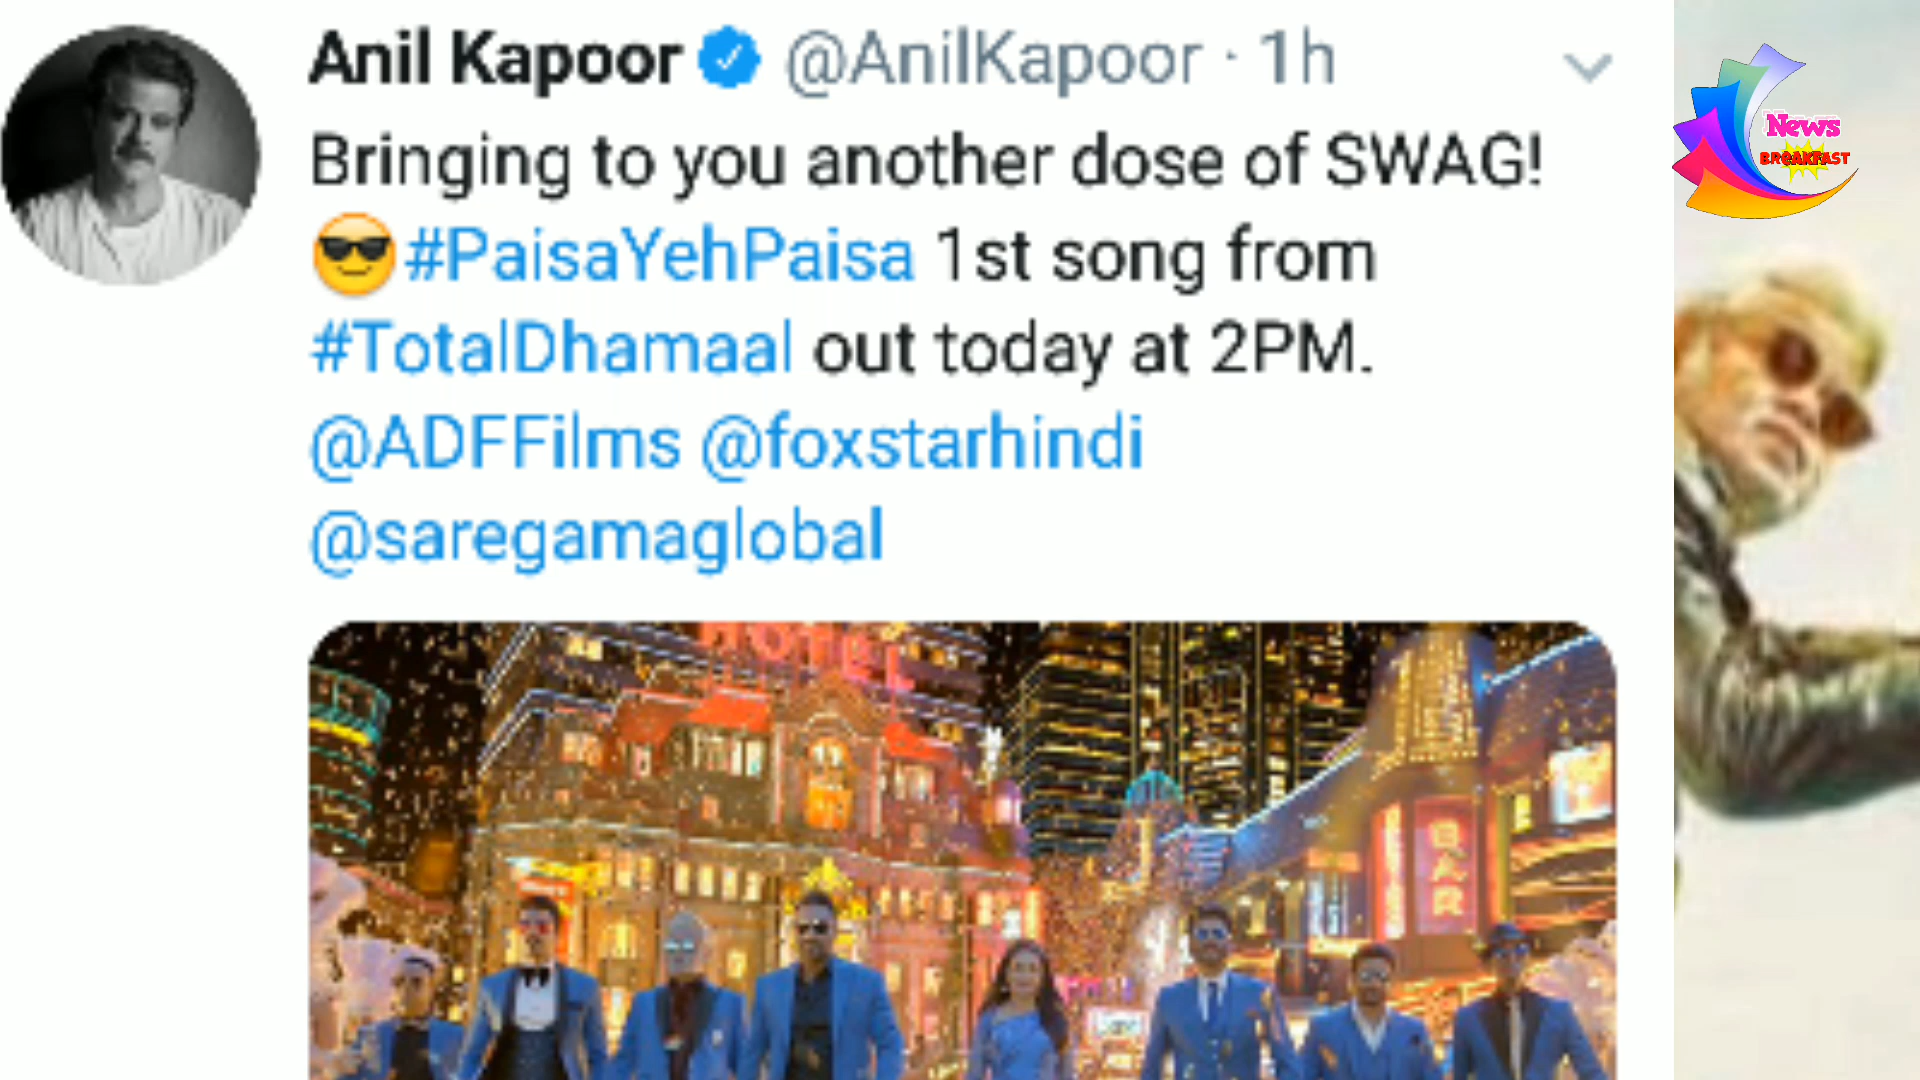 Anil Kapoor @AnilKapoor · 1h
Bringing to you another dose of SWAG!
😎#PaisaYehPaisa 1st song from
#TotalDhamaal out today at 2PM.
@ADFFilms @foxstarhindi
@saregamaglobal
News
BREAKFAST
HOTEL
BAR